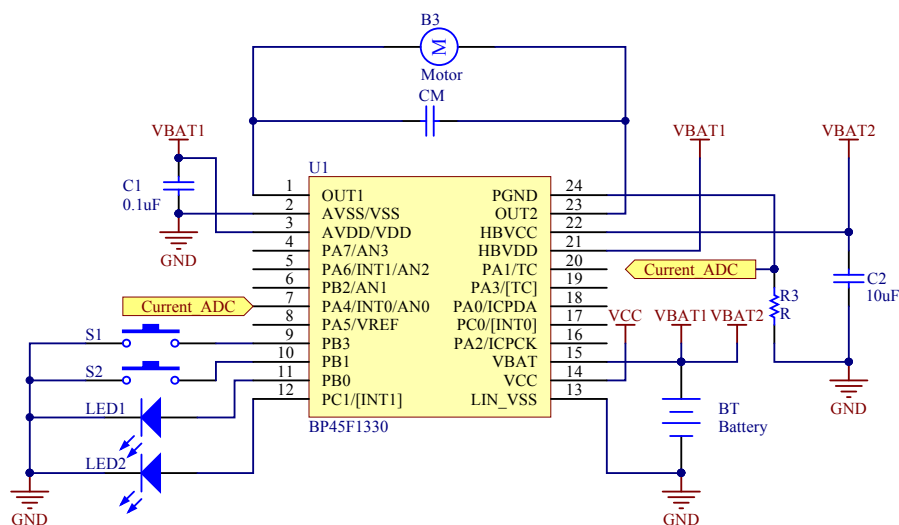 B3
M
Motor
CM
VBAT1
VBAT1
VBAT2
C1
0.1uF
GND
U1
1 OUT1
2 AVSS/VSS
3 AVDD/VDD
4 PA7/AN3
5 PA6/INT1/AN2
6 PB2/AN1
7 PA4/INT0/AN0
8 PA5/VREF
9 PB3
10 PB1
11 PB0
12 PC1/[INT1]
PGND 24
OUT2 23
HBVCC 22
HBVDD 21
PA1/TC 20
PA3/[TC] 19
PA0/ICPDA 18
PC0/[INT0] 17
PA2/ICPCK 16
VBAT 15
VCC 14
LIN_VSS 13
BP45F1330
Current_ADC
Current_ADC
S1
S2
LED1
LED2
GND
VCC
VBAT1
VBAT2
R3
R
C2
10uF
GND
BT
Battery
GND